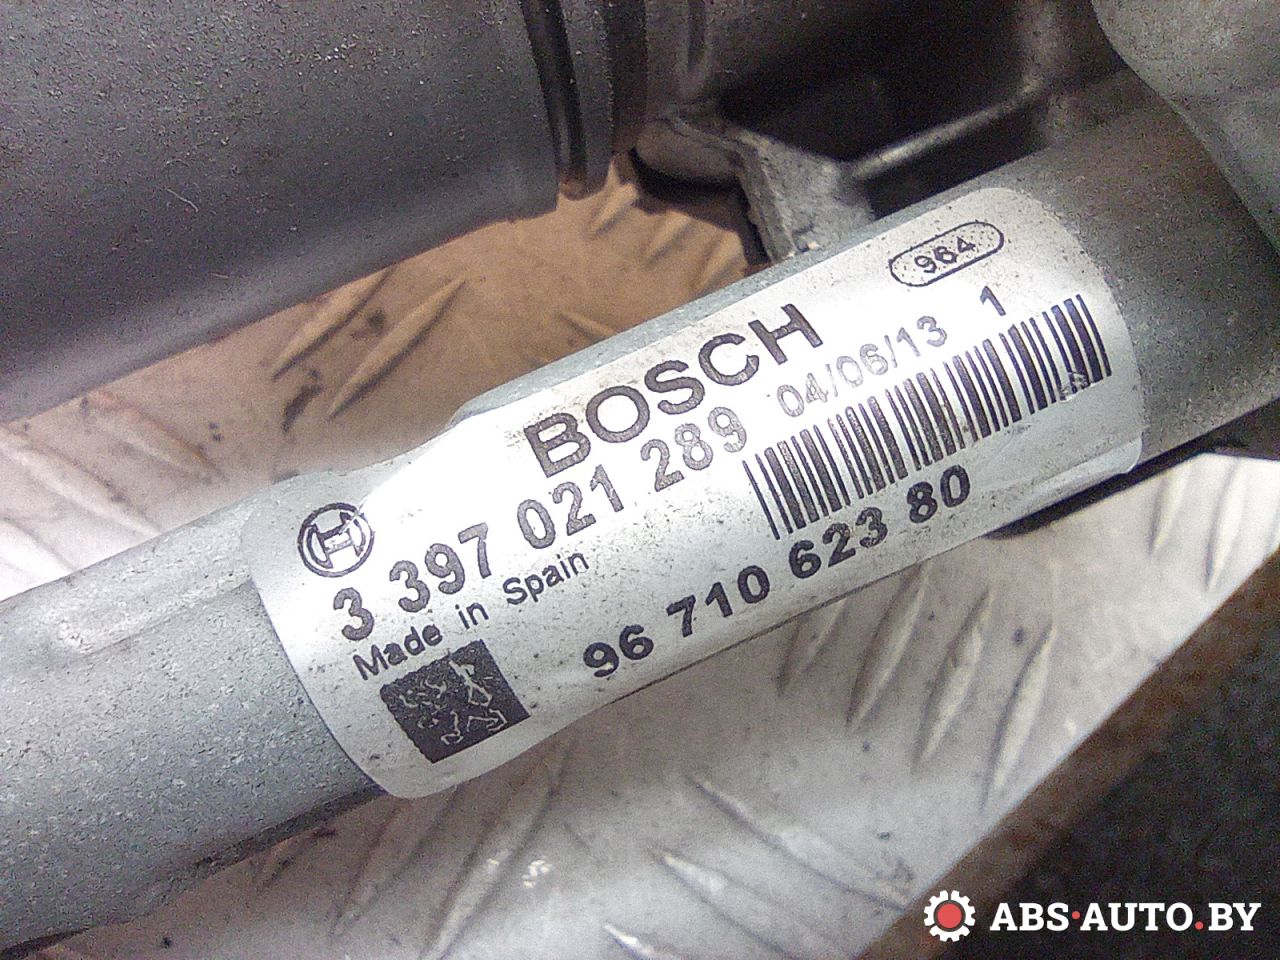 984
BOSCH
3 397 021 289 04/06/13 1
Made in Spain
96 710 623 80
ABS·AUTO.BY